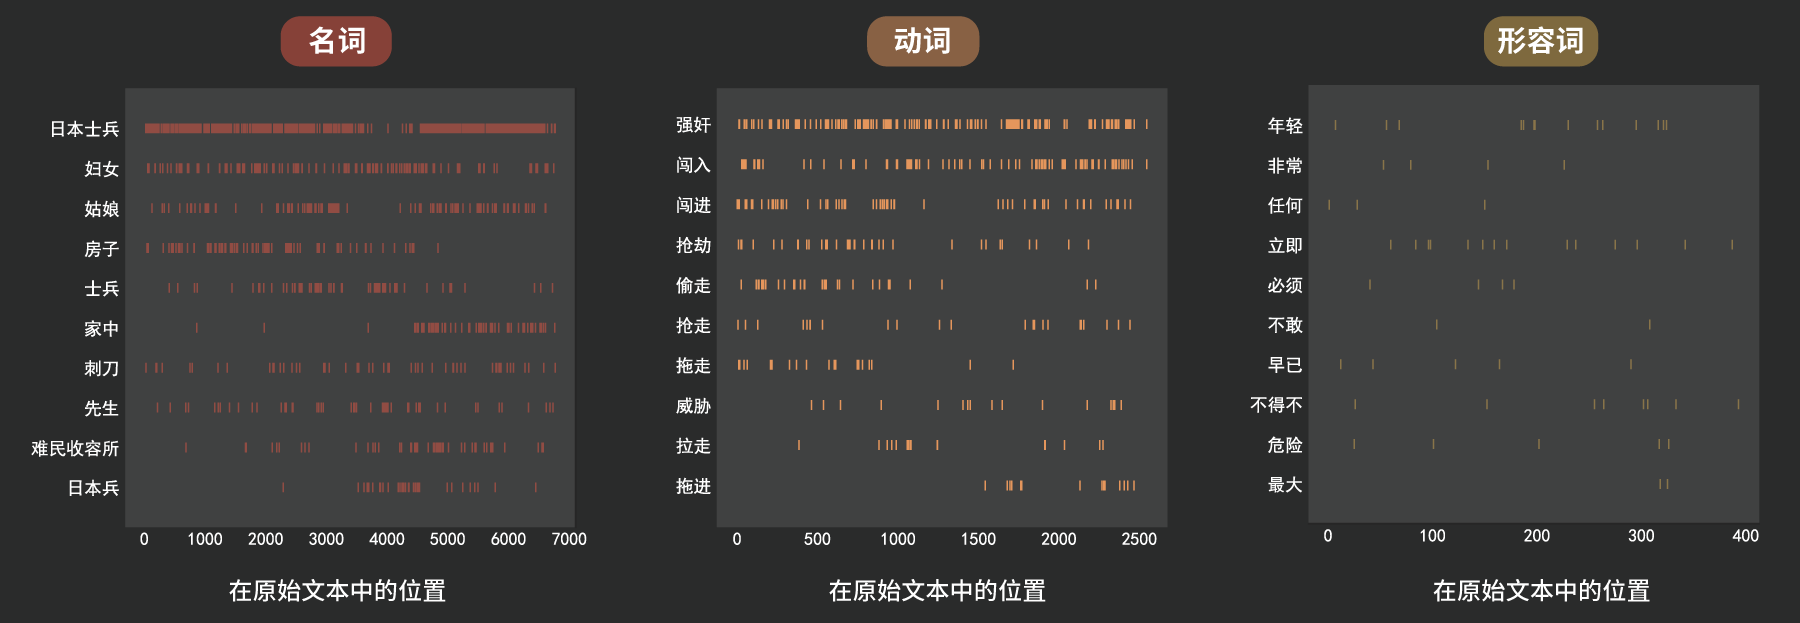 名词
日本士兵
妇女
姑娘
房子
士兵
家中
刺刀
先生
难民收容所
日本兵
0 1000 2000 3000 4000 5000 6000 7000
在原始文本中的位置
动词
强奸
闯入
闯进
抢劫
偷走
抢走
拖走
威胁
拉走
拖进
0 500 1000 1500 2000 2500
在原始文本中的位置
形容词
年轻
非常
任何
立即
必须
不敢
早已
不得不
危险
最大
0 100 200 300 400
在原始文本中的位置